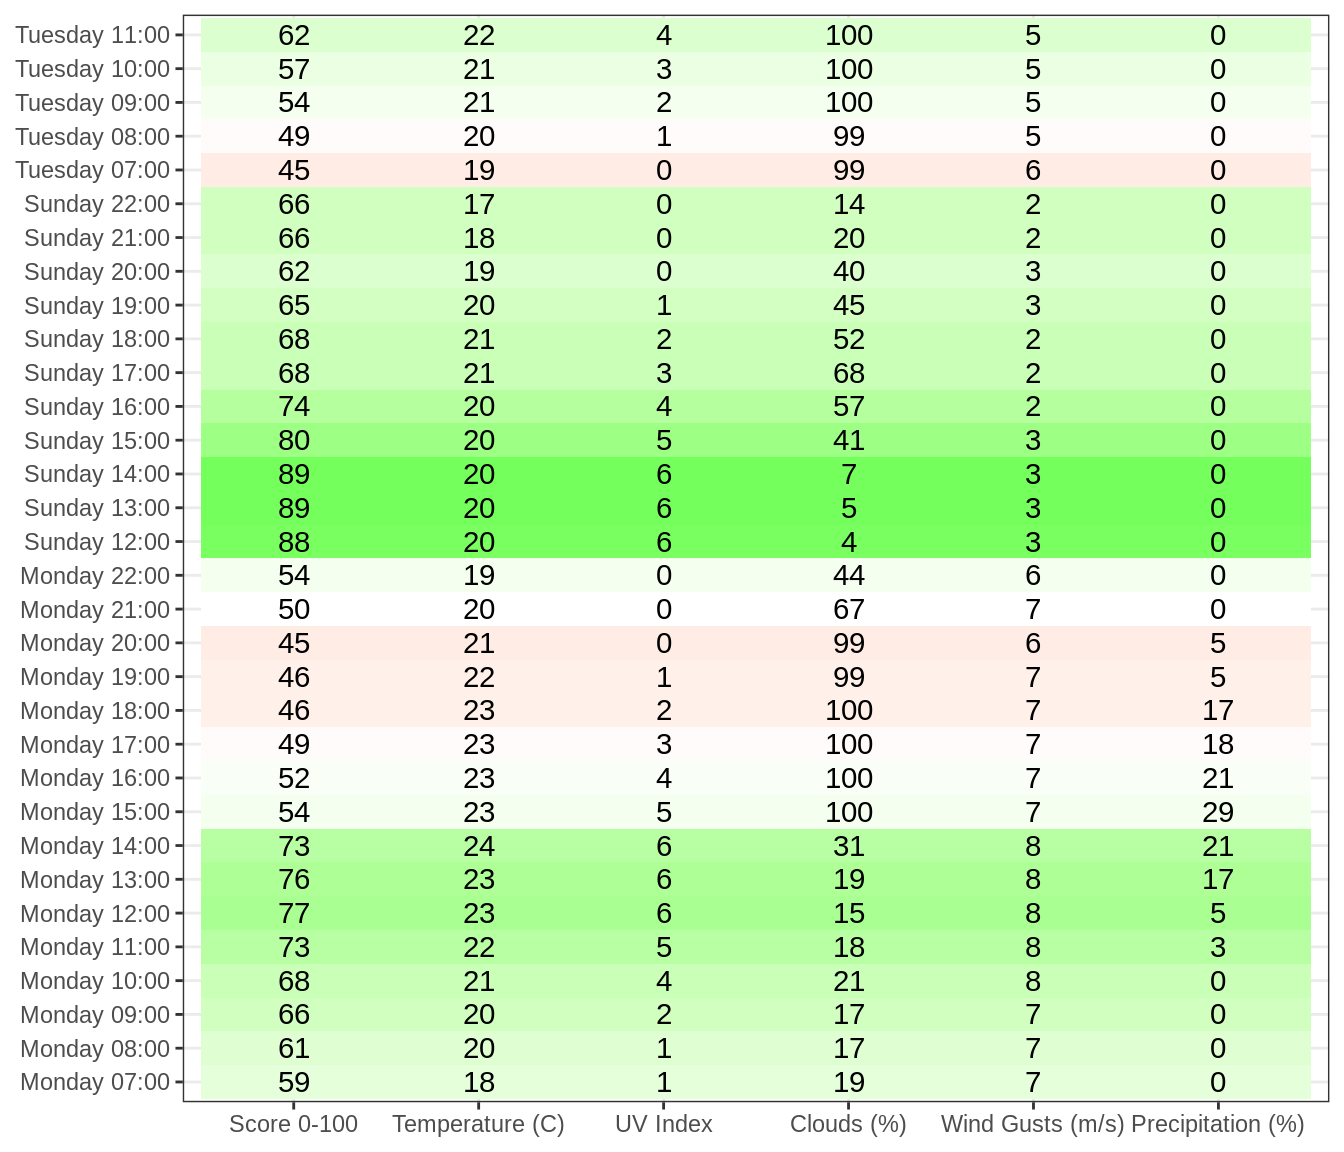 Tuesday 11:00 62 22 4 100 5 0
Tuesday 10:00 57 21 3 100 5 0
Tuesday 09:00 54 21 2 100 5 0
Tuesday 08:00 49 20 1 99 5 0
Tuesday 07:00 45 19 0 99 6 0
Sunday 22:00 66 17 0 14 2 0
Sunday 21:00 66 18 0 20 2 0
Sunday 20:00 62 19 0 40 3 0
Sunday 19:00 65 20 1 45 3 0
Sunday 18:00 68 21 2 52 2 0
Sunday 17:00 68 21 3 68 2 0
Sunday 16:00 74 20 4 57 2 0
Sunday 15:00 80 20 5 41 3 0
Sunday 14:00 89 20 6 7 3 0
Sunday 13:00 89 20 6 5 3 0
Sunday 12:00 88 20 6 4 3 0
Monday 22:00 54 19 0 44 6 0
Monday 21:00 50 20 0 67 7 0
Monday 20:00 45 21 0 99 6 5
Monday 19:00 46 22 1 99 7 5
Monday 18:00 46 23 2 100 7 17
Monday 17:00 49 23 3 100 7 18
Monday 16:00 52 23 4 100 7 21
Monday 15:00 54 23 5 100 7 29
Monday 14:00 73 24 6 31 8 21
Monday 13:00 76 23 6 19 8 17
Monday 12:00 77 23 6 15 8 5
Monday 11:00 73 22 5 18 8 3
Monday 10:00 68 21 4 21 8 0
Monday 09:00 66 20 2 17 7 0
Monday 08:00 61 20 1 17 7 0
Monday 07:00 59 18 1 19 7 0
Score 0-100 Temperature (C) UV Index Clouds (%) Wind Gusts (m/s) Precipitation (%)